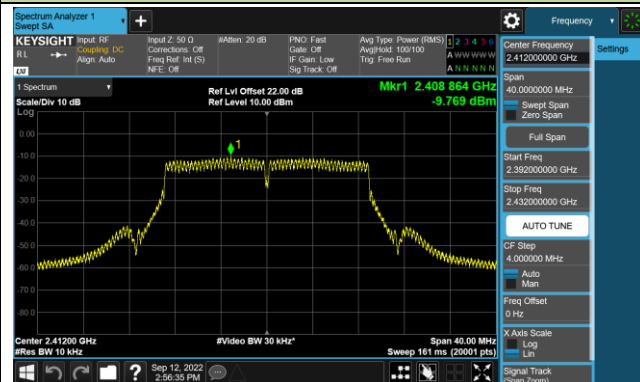 Spectrum Analyzer 1
Swept SA
Frequency
KEYSIGHT
Input: RF
Coupling: DC
Align: Auto
Input Z: 50 Ω
Corrections: Off
Freq Ref: Int (S)
NFE: Off
#Atten: 20 dB
PNO: Fast
Gate: Off
IF Gain: Low
Sig Track: Off
Avg Type: Power (RMS)
Avg|Hold: 100/100
Trig: Free Run
1 2 3 4 5 6
A W W W W W
A N N N N N
RL
LXI
Center Frequency
2.412000000 GHz
Settings
Span
40.0000000 MHz
Swept Span
Zero Span
Full Span
Start Freq
2.392000000 GHz
Stop Freq
2.432000000 GHz
AUTO TUNE
CF Step
4.000000 MHz
Auto
Man
Freq Offset
0 Hz
X Axis Scale
Log
Lin
Signal Track
(Span Zoom)
1 Spectrum
Scale/Div 10 dB
Log
Ref Lvl Offset 22.00 dB
Ref Level 10.00 dBm
Mkr1 2.408 864 GHz
-9.769 dBm
1
0.00
-10.0
-20.0
-30.0
-40.0
-50.0
-60.0
-70.0
-80.0
Center 2.41200 GHz
#Res BW 10 kHz
#Video BW 30 kHz*
Span 40.00 MHz
Sweep 161 ms (20001 pts)
Sep 12, 2022
2:56:35 PM